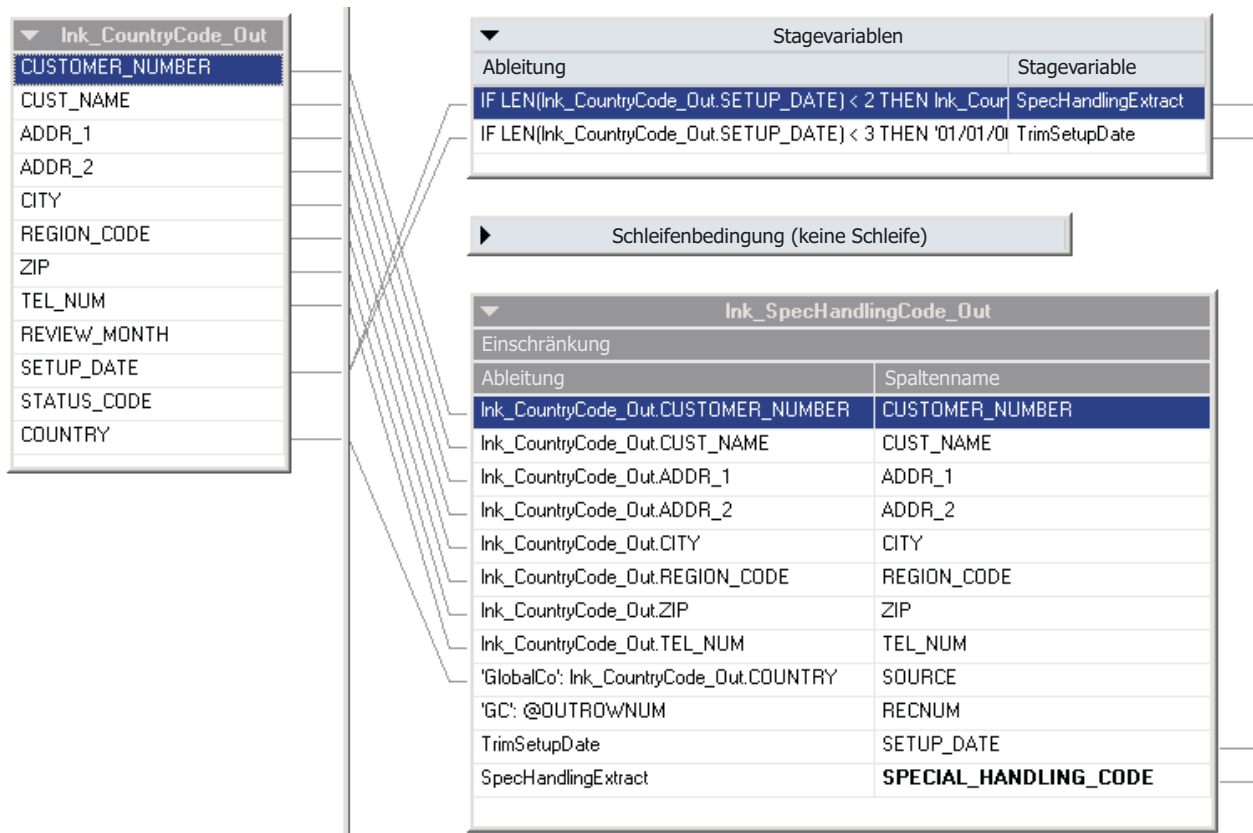 lnk_CountryCode_Out
CUSTOMER_NUMBER
CUST_NAME
ADDR_1
ADDR_2
CITY
REGION_CODE
ZIP
TEL_NUM
REVIEW_MONTH
SETUP_DATE
STATUS_CODE
COUNTRY
Stagevariablen
Ableitung Stagevariable
IF LEN(lnk_CountryCode_Out.SETUP_DATE) < 2 THEN lnk_Coun SpecHandlingExtract
IF LEN(lnk_CountryCode_Out.SETUP_DATE) < 3 THEN '01/01/0 TrimSetupDate
Schleifenbedingung (keine Schleife)
lnk_SpecHandlingCode_Out
Einschränkung
Ableitung Spaltenname
lnk_CountryCode_Out.CUSTOMER_NUMBER CUSTOMER_NUMBER
lnk_CountryCode_Out.CUST_NAME CUST_NAME
lnk_CountryCode_Out.ADDR_1 ADDR_1
lnk_CountryCode_Out.ADDR_2 ADDR_2
lnk_CountryCode_Out.CITY CITY
lnk_CountryCode_Out.REGION_CODE REGION_CODE
lnk_CountryCode_Out.ZIP ZIP
lnk_CountryCode_Out.TEL_NUM TEL_NUM
'GlobalCo': lnk_CountryCode_Out.COUNTRY SOURCE
'GC': @OUTROWNUM RECNUM
TrimSetupDate SETUP_DATE
SpecHandlingExtract SPECIAL_HANDLING_CODE